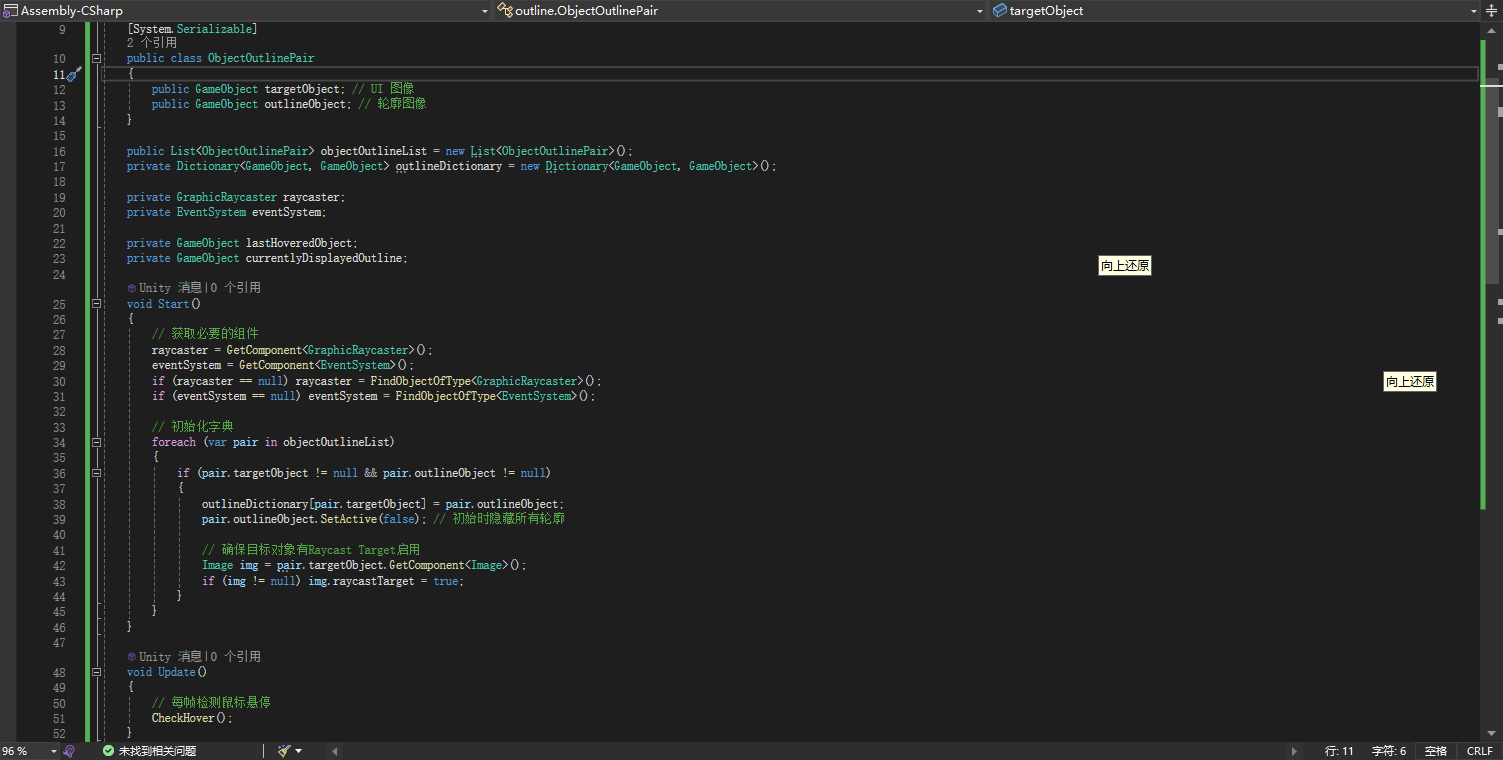 Assembly-CSharp outline.ObjectOutlinePair targetObject
9 [System.Serializable]
2 个引用
10 public class ObjectOutlinePair
11 {
12 public GameObject targetObject; // UI 图像
13 public GameObject outlineObject; // 轮廓图像
14 }
15
16 public List<ObjectOutlinePair> objectOutlineList = new List<ObjectOutlinePair>();
17 private Dictionary<GameObject, GameObject> outlineDictionary = new Dictionary<GameObject, GameObject>();
18
19 private GraphicRaycaster raycaster;
20 private EventSystem eventSystem;
21
22 private GameObject lastHoveredObject;
23 private GameObject currentlyDisplayedOutline;
向上还原
24
Unity 消息|0 个引用
25 void Start()
26 {
27 // 获取必要的组件
28 raycaster = GetComponent<GraphicRaycaster>();
29 eventSystem = GetComponent<EventSystem>();
30 if (raycaster == null) raycaster = FindObjectOfType<GraphicRaycaster>();
向上还原
31 if (eventSystem == null) eventSystem = FindObjectOfType<EventSystem>();
32
33 // 初始化字典
34 foreach (var pair in objectOutlineList)
35 {
36 if (pair.targetObject != null && pair.outlineObject != null)
37 {
38 outlineDictionary[pair.targetObject] = pair.outlineObject;
39 pair.outlineObject.SetActive(false); // 初始时隐藏所有轮廓
40
41 // 确保目标对象有Raycast Target启用
42 Image img = pair.targetObject.GetComponent<Image>();
43 if (img != null) img.raycastTarget = true;
44 }
45 }
46 }
47
Unity 消息|0 个引用
48 void Update()
49 {
50 // 每帧检测鼠标悬停
51 CheckHover();
52 }
96 % 未找到相关问题 行: 11 字符: 6 空格 CRLF